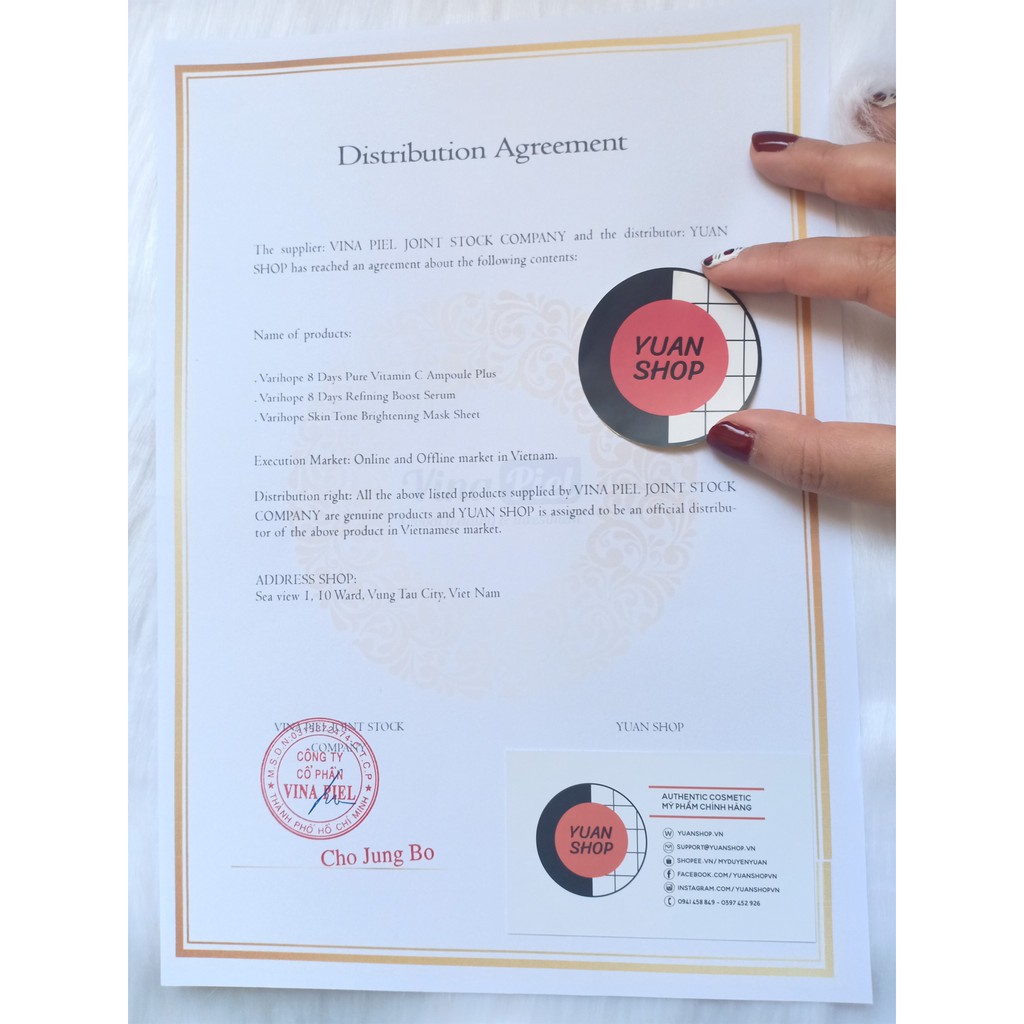 Distribution Agreement
The supplier: VINA PIEL JOINT STOCK COMPANY and the distributor: YUAN
SHOP has reached an agreement about the following contents:
YUAN
SHOP
Name of products:
. Varihope 8 Days Pure Vitamin C Ampoule Plus
. Varihope 8 Days Refining Boost Serum
. Varihope Skin Tone Brightening Mask Sheet
Execution Market: Online and Offline market in Vietnam.
Vina Piel
Distribution right: All the above listed products supplied by VINA PIEL JOINT STOCK
COMPANY are genuine products and YUAN SHOP is assigned to be an official distribu-
tor of the above product in Vietnamese market.
ADDRESS SHOP:
Sea view 1, 10 Ward, Vung Tau City, Viet Nam
VINA PIEL JOINT STOCK
COMPANY
M.S.D.N:
C.T.C.P
CÔNG TY
CỔ PHẦN
VINA PIEL
THÀNH PHỐ HỒ CHÍ MINH
Cho Jung Bo
YUAN SHOP
YUAN
SHOP
AUTHENTIC COSMETIC
MỸ PHẨM CHÍNH HÃNG
YUANSHOP.VN
SUPPORT@YUANSHOP.VN
SHOPEE.VN/MYDUYENYUAN
FACEBOOK.COM/YUANSHOPVN
INSTAGRAM.COM/YUANSHOPVN
0941 458 849 - 0397 452 926